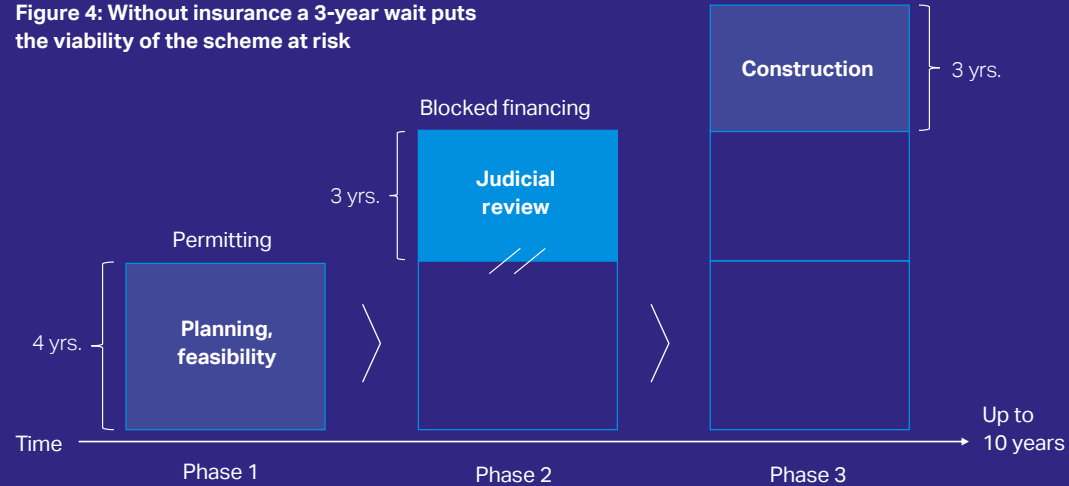 Figure 4: Without insurance a 3-year wait puts
the viability of the scheme at risk
Permitting
4 yrs.
Planning,
feasibility
Blocked financing
3 yrs.
Judicial
review
Construction
3 yrs.
Time
Up to
10 years
Phase 1
Phase 2
Phase 3